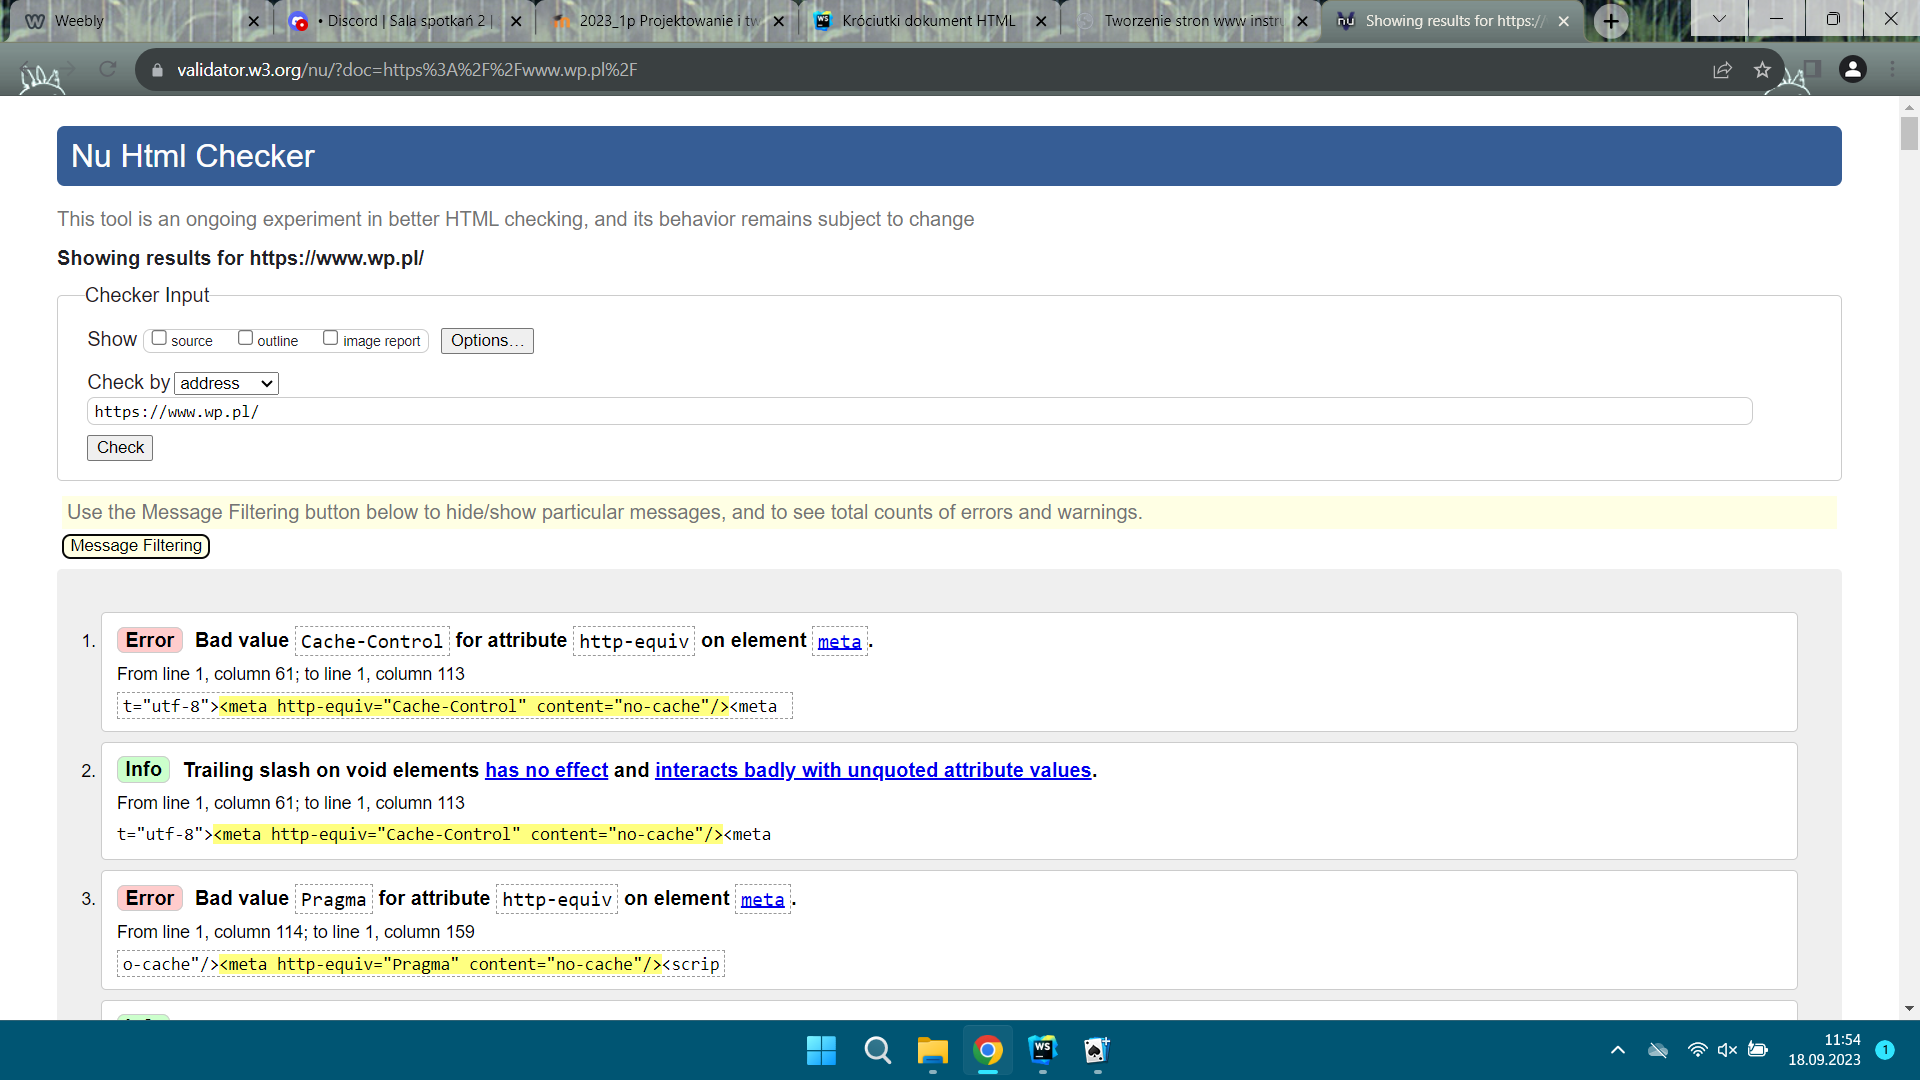 Weebly
• Discord | Sala spotkań 2 |
2023_1p Projektowanie i tw
Króciutki dokument HTML
Tworzenie stron www instru
Showing results for https://
validator.w3.org/nu/?doc=https%3A%2F%2Fwww.wp.pl%2F
Nu Html Checker
This tool is an ongoing experiment in better HTML checking, and its behavior remains subject to change
Showing results for https://www.wp.pl/
Checker Input
Show source outline image report Options...
Check by address
https://www.wp.pl/
Check
Use the Message Filtering button below to hide/show particular messages, and to see total counts of errors and warnings.
Message Filtering
1. Error Bad value Cache-Control for attribute http-equiv on element meta.
From line 1, column 61; to line 1, column 113
t="utf-8"><meta http-equiv="Cache-Control" content="no-cache"/><meta
2. Info Trailing slash on void elements has no effect and interacts badly with unquoted attribute values.
From line 1, column 61; to line 1, column 113
t="utf-8"><meta http-equiv="Cache-Control" content="no-cache"/><meta
3. Error Bad value Pragma for attribute http-equiv on element meta.
From line 1, column 114; to line 1, column 159
o-cache"/><meta http-equiv="Pragma" content="no-cache"/><scrip
WS
11:54
18.09.2023
1